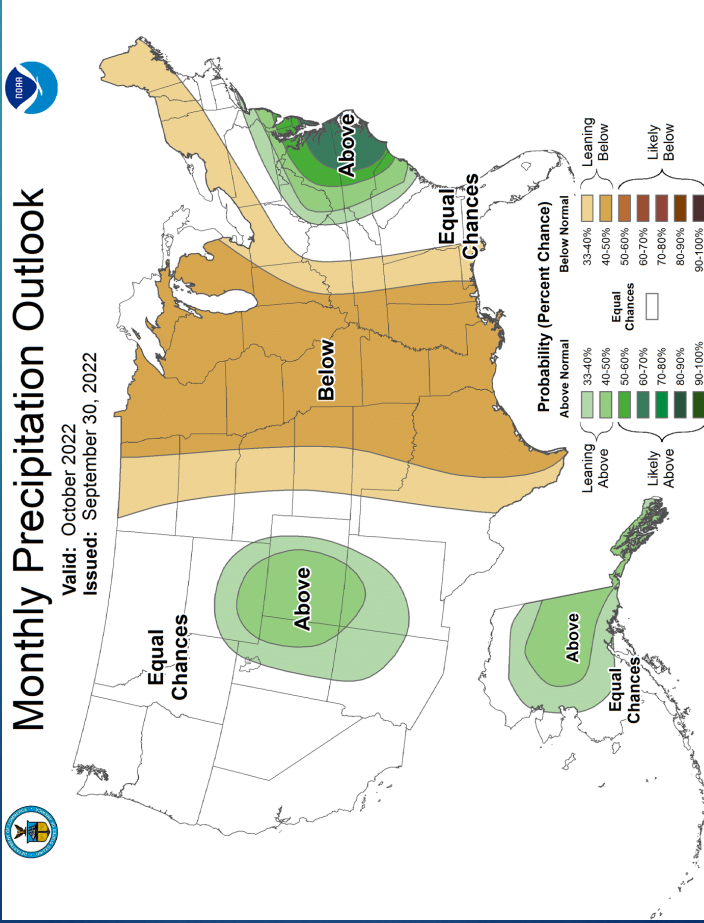 Monthly Precipitation Outlook
Valid: October 2022
Issued: September 30, 2022
NOAA
Equal
Chances
Above
Below
Above
Equal
Chances
Above
Equal
Chances
Probability (Percent Chance)
Above Normal
Below Normal
Leaning
Above
33-40%
40-50%
Likely
Above
50-60%
60-70%
70-80%
80-90%
90-100%
Equal
Chances
33-40%
40-50%
Leaning
Below
50-60%
60-70%
70-80%
80-90%
90-100%
Likely
Below